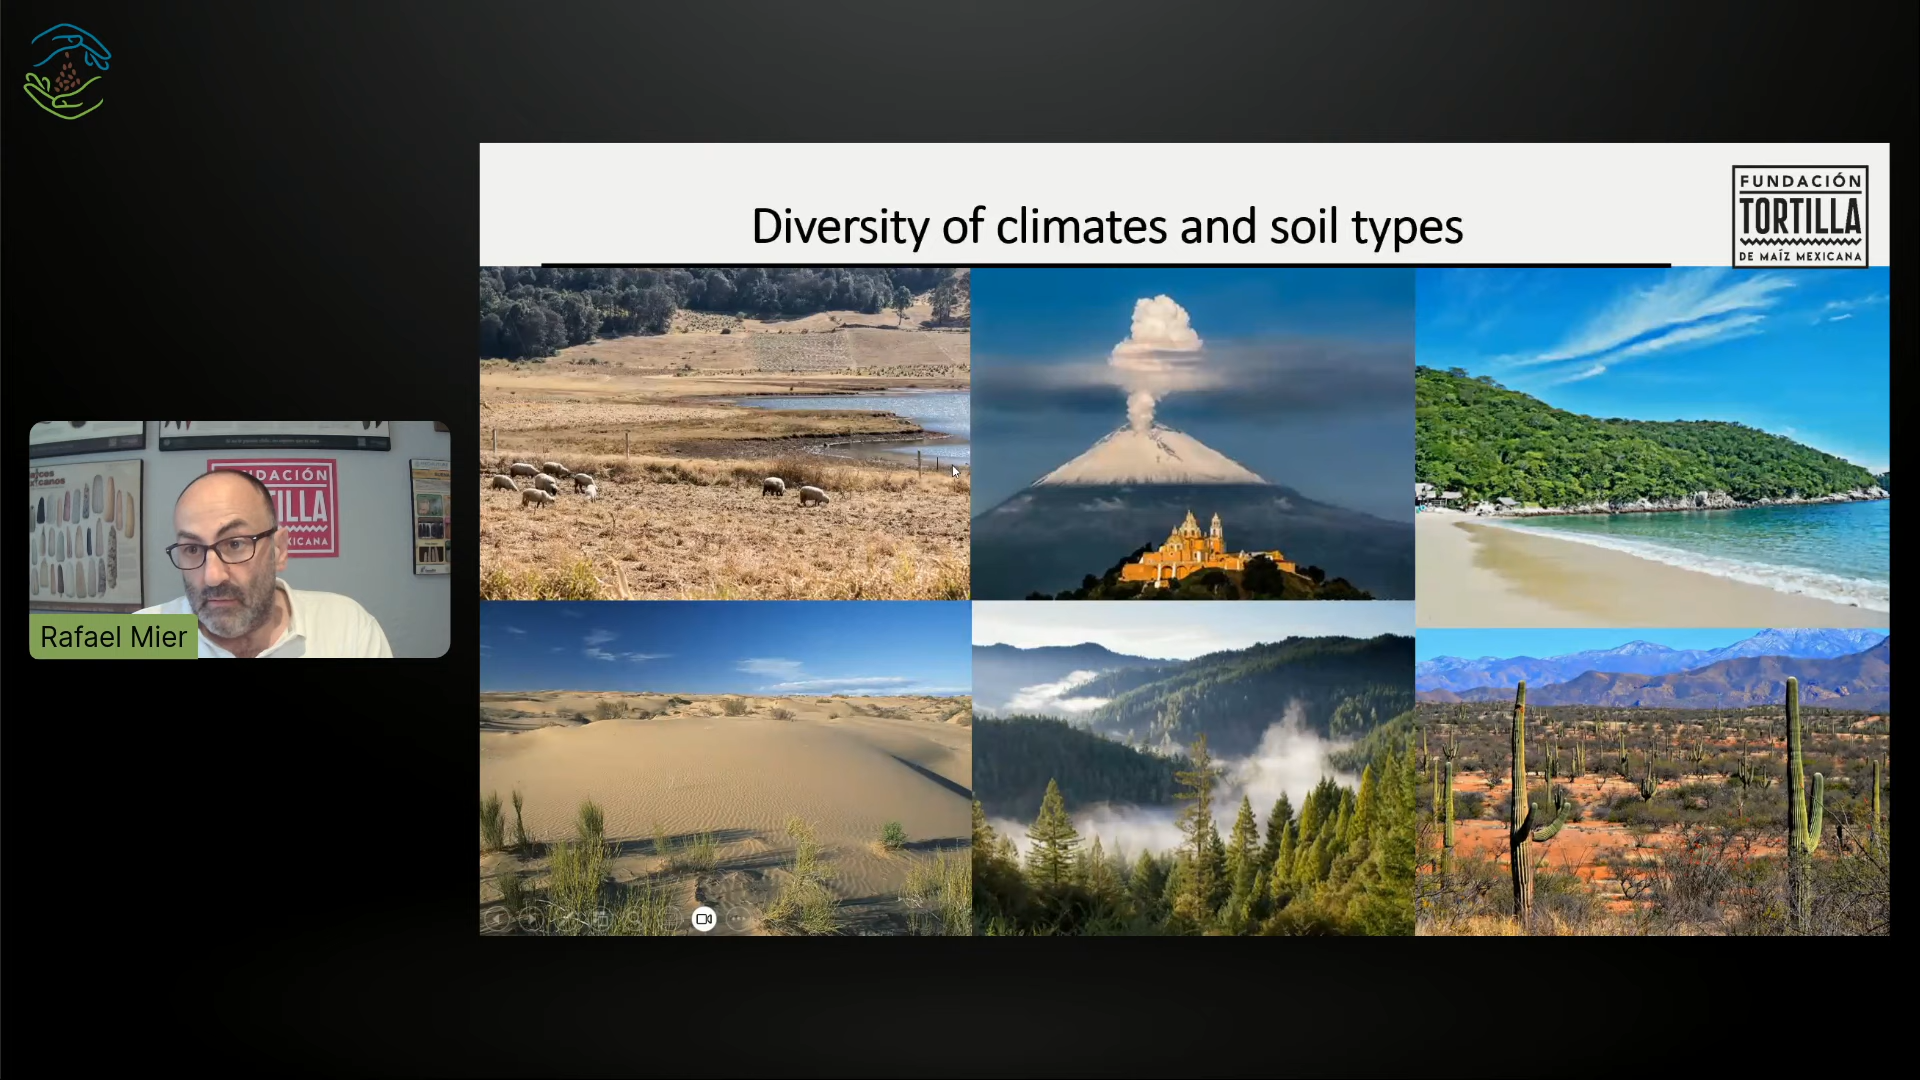 Diversity of climates and soil types
FUNDACIÓN
TORTILLA
DE MAÍZ MEXICANA
Rafael Mier